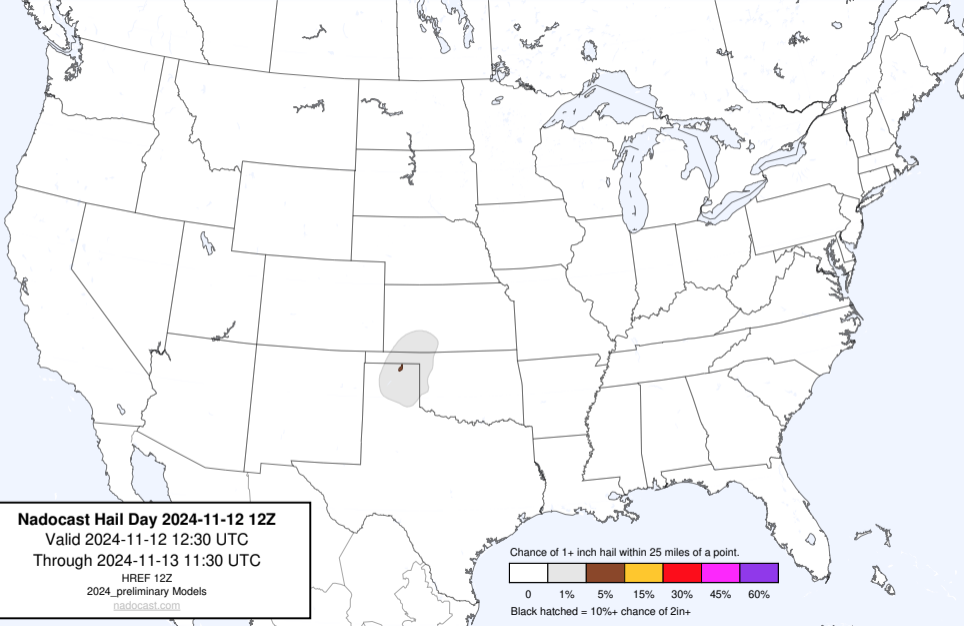 Nadocast Hail Day 2024-11-12 12Z
Valid 2024-11-12 12:30 UTC
Through 2024-11-13 11:30 UTC
HREF 12Z
2024_preliminary Models
nadocast.com
Chance of 1+ inch hail within 25 miles of a point.
0 1% 5% 15% 30% 45% 60%
Black hatched = 10%+ chance of 2in+